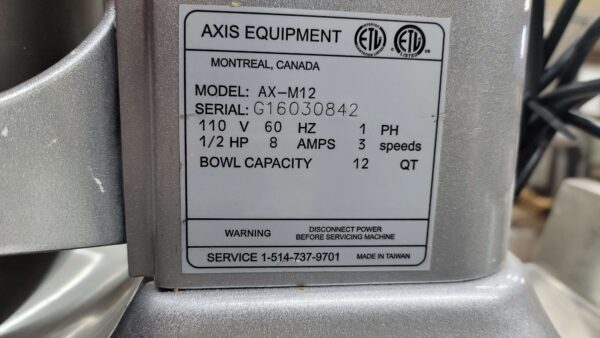 AXIS EQUIPMENT
MONTREAL, CANADA
MODEL: AX-M12
SERIAL: G16030842
110 V 60 HZ 1 PH
1/2 HP 8 AMPS 3 speeds
BOWL CAPACITY 12 QT
WARNING DISCONNECT POWER
BEFORE SERVICING MACHINE
SERVICE 1-514-737-9701 MADE IN TAIWAN